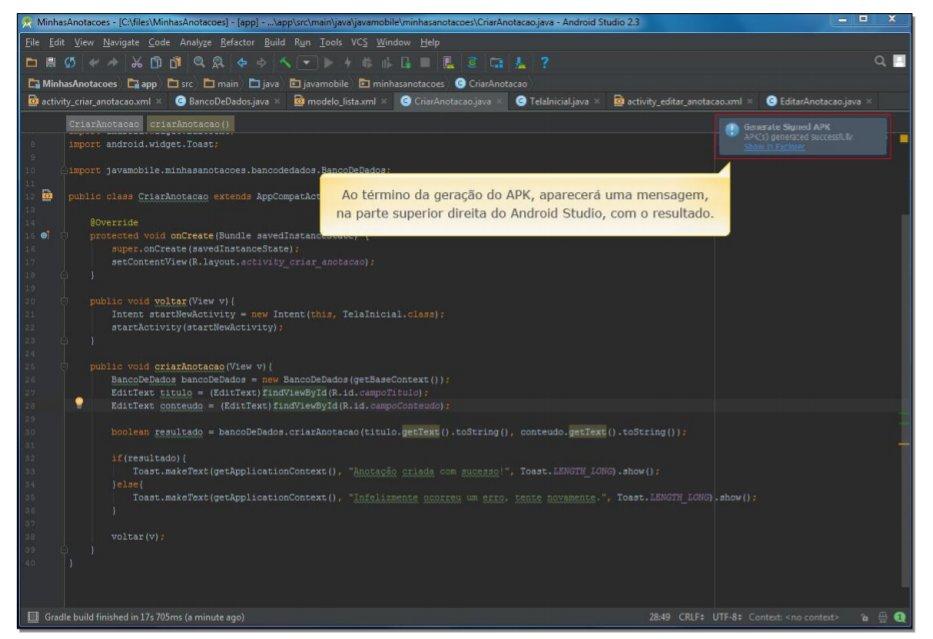 MinhasAnotacoes - [C:\files\MinhasAnotacoes] - [app] - ...\app\src\main\java\javamobile\minhasanotacoes\CriarAnotacao.java - Android Studio 2.3
File Edit View Navigate Code Analyze Refactor Build Run Tools VCS Window Help
MinhasAnotacoes app src main java javamobile minhasanotacoes CriarAnotacao
activity_criar_anotacao.xml BancoDeDados.java modelo_lista.xml CriarAnotacao.java TelaInicial.java activity_editar_anotacao.xml EditarAnotacao.java
CriarAnotacao criarAnotacao()
Generate Signed APK
APK(s) generated successfully.
Show in Explorer
8 import android.widget.Toast;
9
10 import javamobile.minhasanotacoes.bancodedados.BancoDeDados;
11
12 public class CriarAnotacao extends AppCompatAct
Ao término da geração do APK, aparecerá uma mensagem,
na parte superior direita do Android Studio, com o resultado.
13
14 @Override
15 protected void onCreate(Bundle savedInstanceState) {
16 super.onCreate(savedInstanceState);
17 setContentView(R.layout.activity_criar_anotacao);
18 }
19
20 public void voltar(View v){
21 Intent startNewActivity = new Intent(this, TelaInicial.class);
22 startActivity(startNewActivity);
23 }
24
25 public void criarAnotacao(View v){
26 BancoDeDados bancoDeDados = new BancoDeDados(getBaseContext());
27 EditText titulo = (EditText)findViewById(R.id.campoTitulo);
28 EditText conteudo = (EditText)findViewById(R.id.campoConteudo);
29
30 boolean resultado = bancoDeDados.criarAnotacao(titulo.getText().toString(), conteudo.getText().toString());
31
32 if(resultado){
33 Toast.makeText(getApplicationContext(), "Anotação criada com sucesso!", Toast.LENGTH_LONG).show();
34 }else{
35 Toast.makeText(getApplicationContext(), "Infelizmente ocorreu um erro, tente novamente.", Toast.LENGTH_LONG).show();
36 }
37
38 voltar(v);
39 }
40 }
Gradle build finished in 17s 705ms (a minute ago) 28:49 CRLF UTF-8 Context: <no context> 1